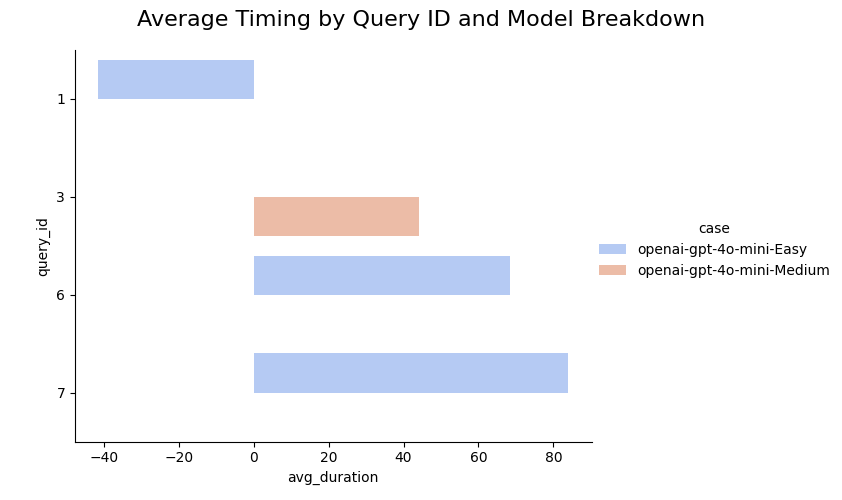 Average Timing by Query ID and Model Breakdown
1
3
6
7
query_id
−40
−20
0
20
40
60
80
avg_duration
case
openai-gpt-4o-mini-Easy
openai-gpt-4o-mini-Medium